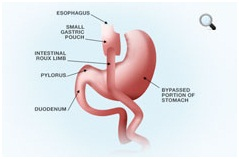 ESOPHAGUS
SMALL
GASTRIC
POUCH
INTESTINAL
ROUX LIMB
PYLORUS
DUODENUM
BYPASSED
PORTION OF
STOMACH